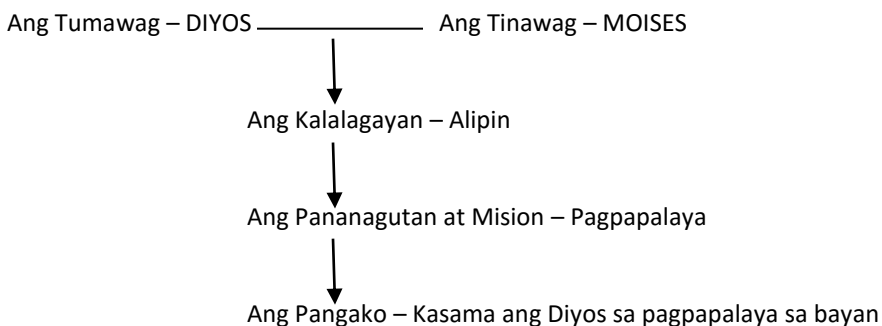 Ang Tumawag – DIYOS Ang Tinawag – MOISES
Ang Kalalagayan – Alipin
Ang Pananagutan at Mision – Pagpapalaya
Ang Pangako – Kasama ang Diyos sa pagpapalaya sa bayan